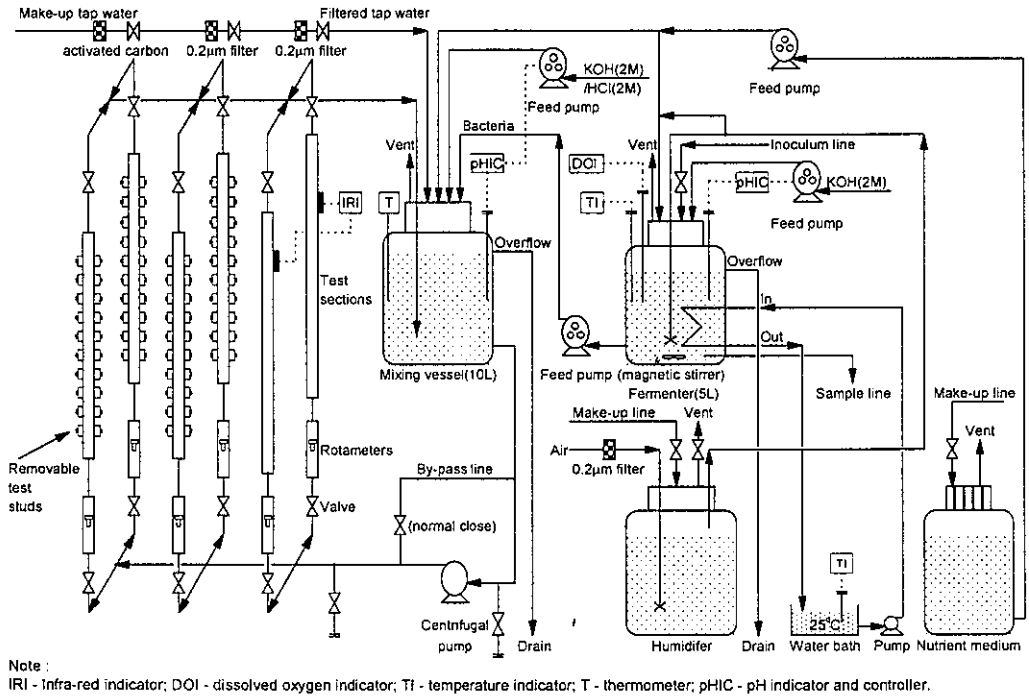 Make-up tap water
Filtered tap water
activated carbon
0.2µm filter
0.2µm filter
KOH(2M)
/HCl(2M)
Feed pump
Feed pump
Bacteria
Vent
pHIC
DOI
Vent
Inoculum line
TI
pHIC
KOH(2M)
Feed pump
IRI
T
Overflow
Overflow
Test
sections
In
Out
Mixing vessel(10L)
Feed pump
(magnetic stirrer)
Fermenter(5L)
Sample line
Make-up line
Vent
Make-up line
Vent
Air
0.2µm filter
Removable
test
studs
Rotameters
By-pass line
Valve
(normal close)
TI
25°C
Centrifugal
pump
Drain
Humidifer
Drain
Water bath
Pump
Nutrient medium
Note :
IRI - Infra-red indicator; DOI - dissolved oxygen indicator; TI - temperature indicator; T - thermometer; pHIC - pH indicator and controller.